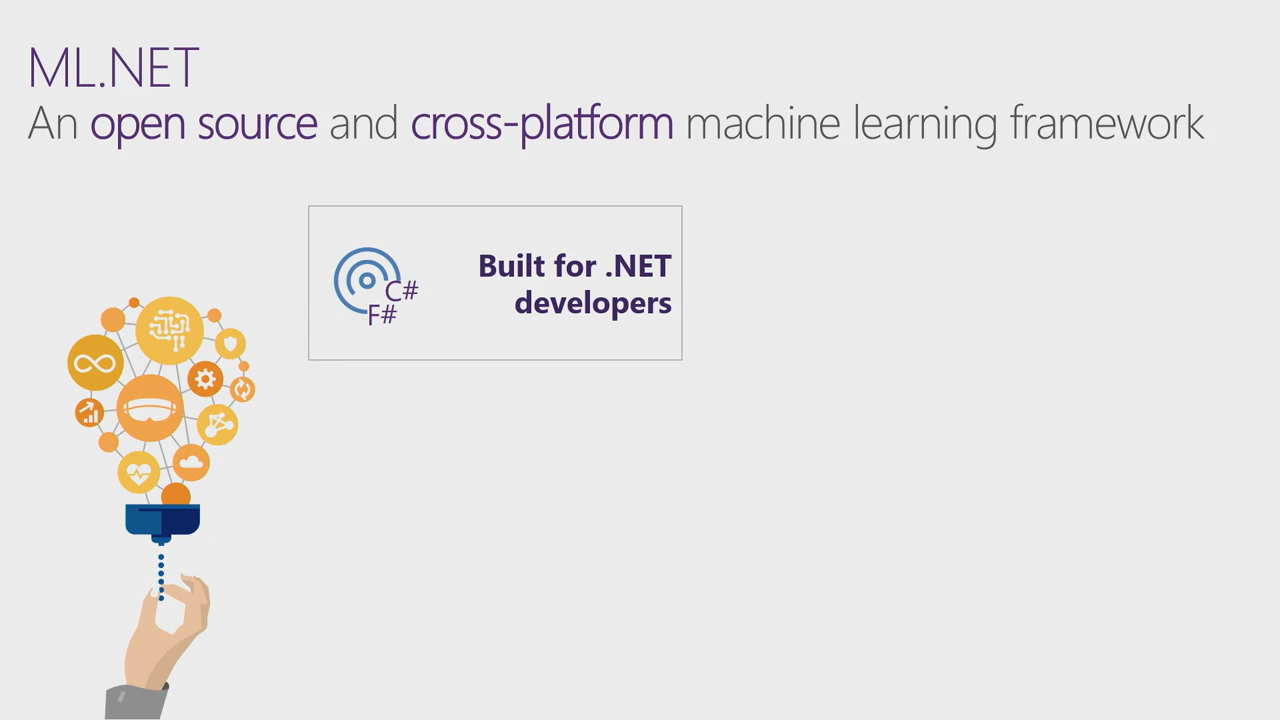 ML.NET
An open source and cross-platform machine learning framework
Built for .NET
developers
C#
F#